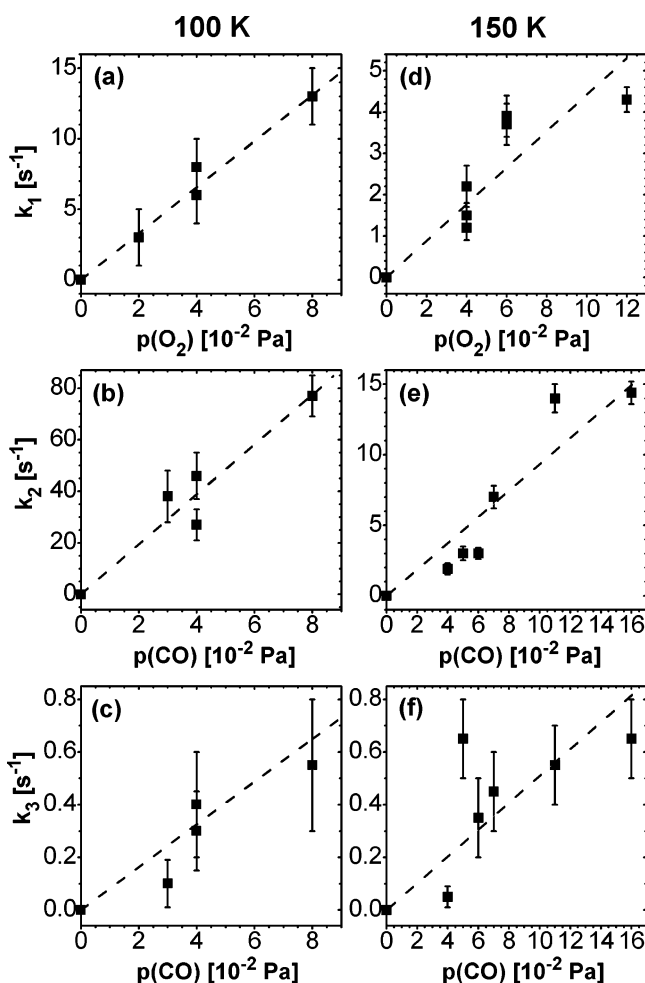 100 K
150 K
(a)
k1 [s-1]
15
10
5
0
0 2 4 6 8
p(O2) [10-2 Pa]
(d)
5
4
3
2
1
0
0 2 4 6 8 10 12
p(O2) [10-2 Pa]
(b)
k2 [s-1]
80
60
40
20
0
0 2 4 6 8
p(CO) [10-2 Pa]
(e)
15
10
5
0
0 2 4 6 8 10 12 14 16
p(CO) [10-2 Pa]
(c)
k3 [s-1]
0.8
0.6
0.4
0.2
0.0
0 2 4 6 8
p(CO) [10-2 Pa]
(f)
0.8
0.6
0.4
0.2
0.0
0 2 4 6 8 10 12 14 16
p(CO) [10-2 Pa]